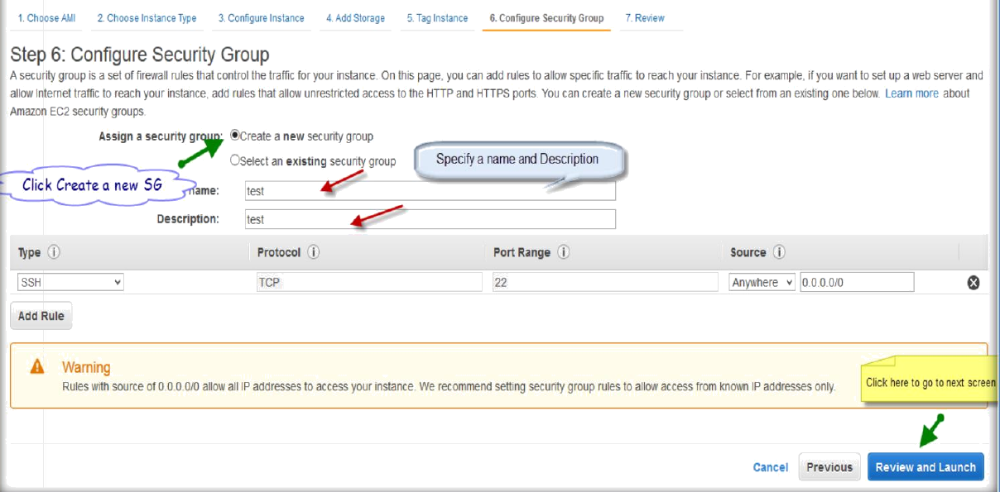 1. Choose AMI 2. Choose Instance Type 3. Configure Instance 4. Add Storage 5. Tag Instance 6. Configure Security Group 7. Review
Step 6: Configure Security Group
A security group is a set of firewall rules that control the traffic for your instance. On this page, you can add rules to allow specific traffic to reach your instance. For example, if you want to set up a web server and
allow Internet traffic to reach your instance, add rules that allow unrestricted access to the HTTP and HTTPS ports. You can create a new security group or select from an existing one below. Learn more about
Amazon EC2 security groups.
Assign a security group: Create a new security group
Select an existing security group
Specify a name and Description
Click Create a new SG
name: test
Description: test
Type Protocol Port Range Source
SSH TCP 22 Anywhere 0.0.0.0/0
Add Rule
Warning
Rules with source of 0.0.0.0/0 allow all IP addresses to access your instance. We recommend setting security group rules to allow access from known IP addresses only.
Click here to go to next screen
Cancel Previous Review and Launch